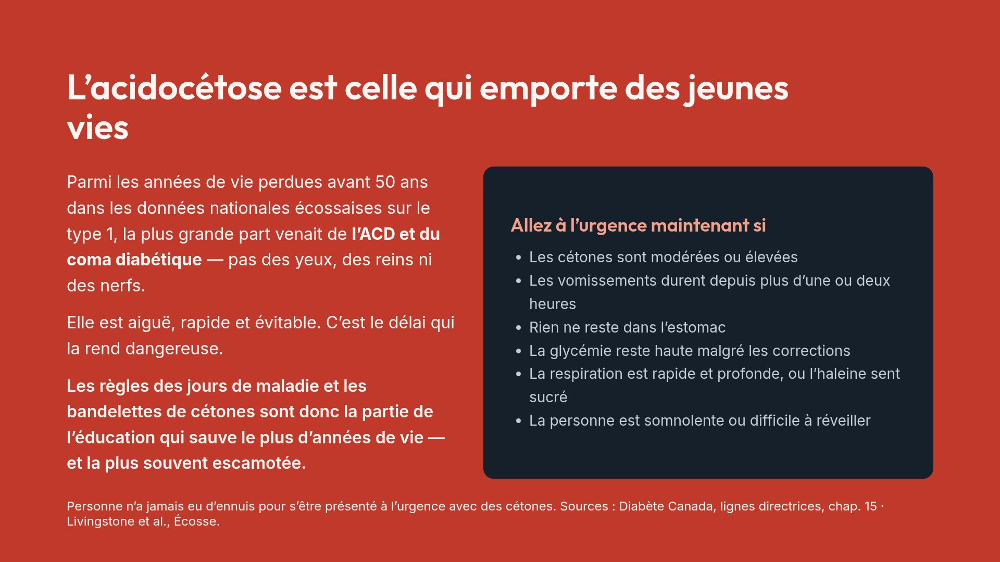 L’acidocétose est celle qui emporte des jeunes
vies
Parmi les années de vie perdues avant 50 ans
dans les données nationales écossaises sur le
type 1, la plus grande part venait de l’ACD et du
coma diabétique — pas des yeux, des reins ni
des nerfs.
Elle est aiguë, rapide et évitable. C’est le délai qui
la rend dangereuse.
Les règles des jours de maladie et les
bandelettes de cétones sont donc la partie de
l’éducation qui sauve le plus d’années de vie —
et la plus souvent escamotée.
Allez à l’urgence maintenant si
• Les cétones sont modérées ou élevées
• Les vomissements durent depuis plus d’une ou deux
heures
• Rien ne reste dans l’estomac
• La glycémie reste haute malgré les corrections
• La respiration est rapide et profonde, ou l’haleine sent
sucré
• La personne est somnolente ou difficile à réveiller
Personne n’a jamais eu d’ennuis pour s’être présenté à l’urgence avec des cétones. Sources : Diabète Canada, lignes directrices, chap. 15 ·
Livingstone et al., Écosse.